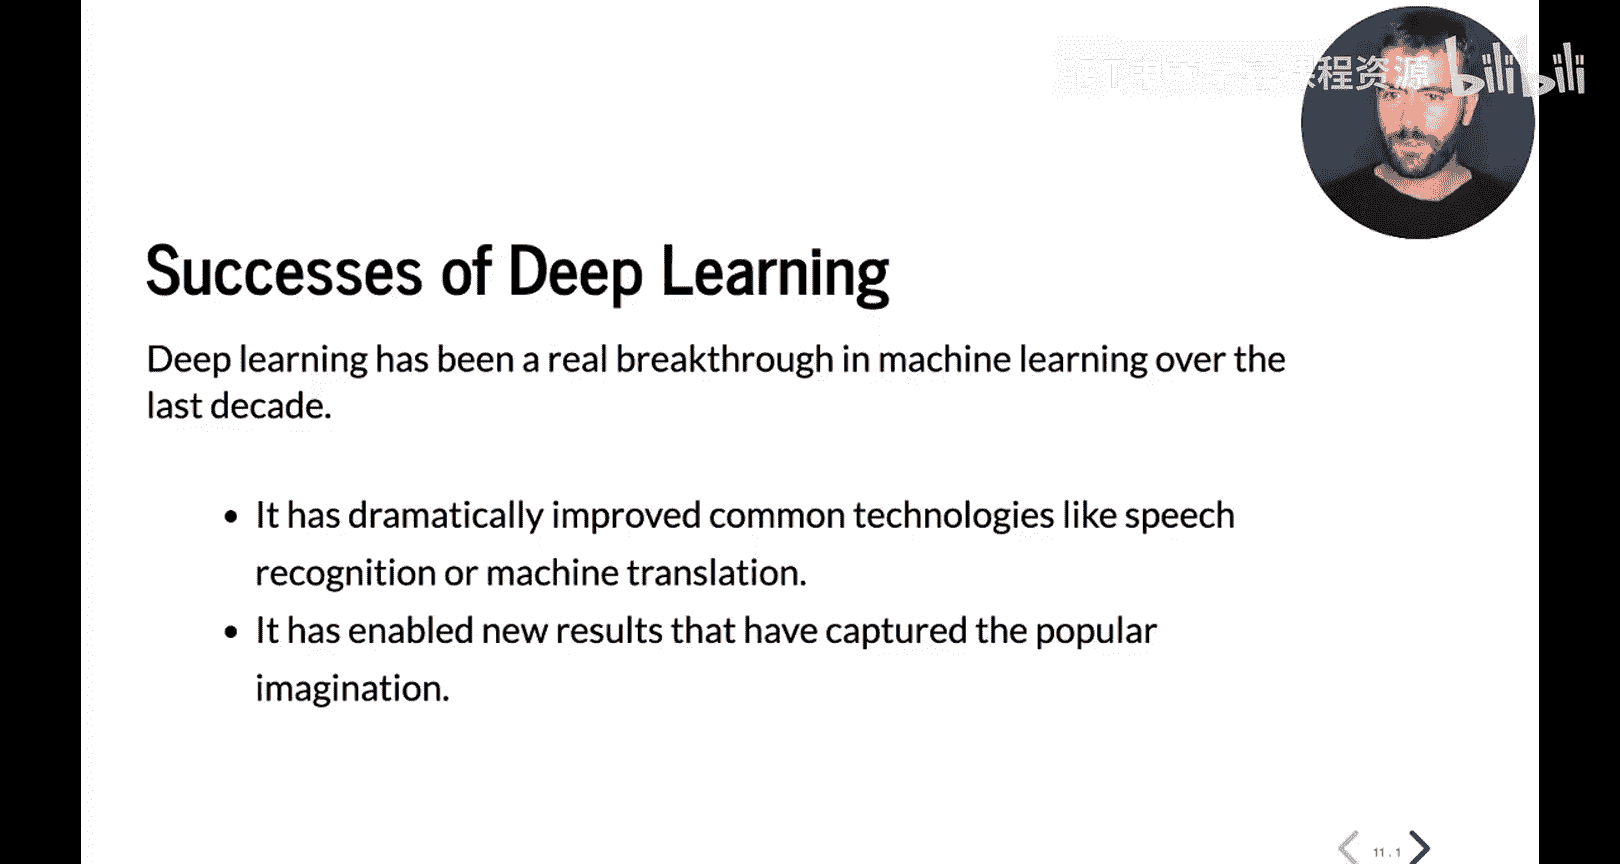 课程资源 bilibili
Successes of Deep Learning
Deep learning has been a real breakthrough in machine learning over the
last decade.
• It has dramatically improved common technologies like speech
recognition or machine translation.
• It has enabled new results that have captured the popular
imagination.
11.1